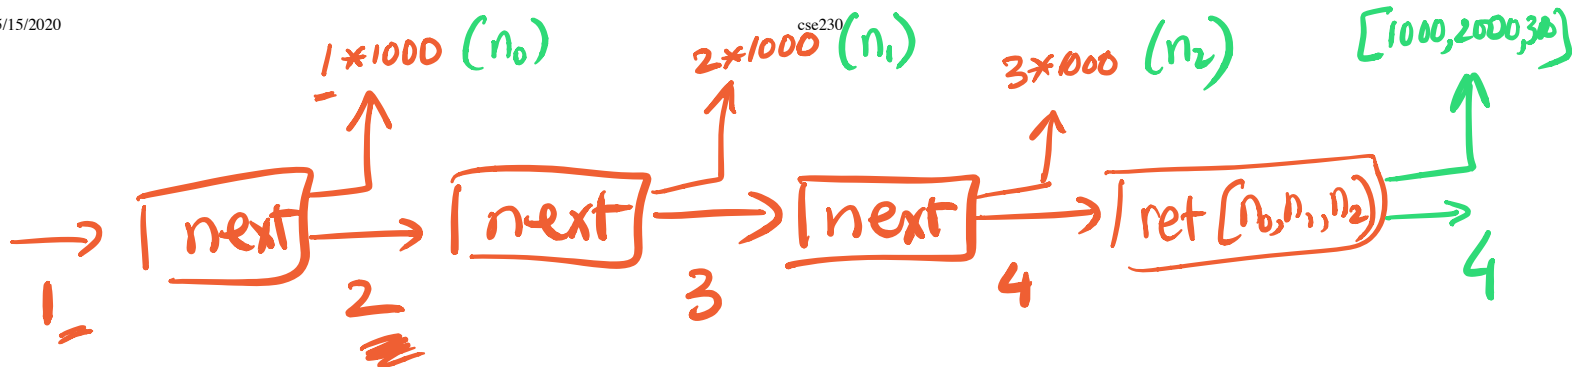 5/15/2020 cse230
1*1000 (n₀) 2*1000 (n₁) 3*1000 (n₂) [1000,2000,300]
next next next ret [n₀,n₁,n₂]
1 2 3 4 4